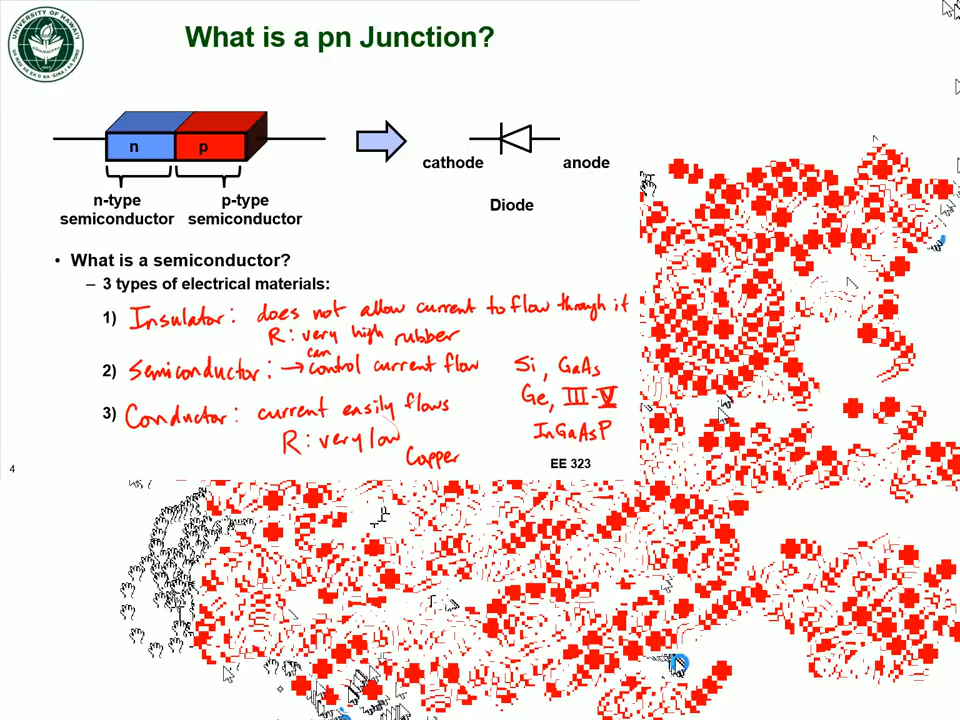 What is a pn Junction?
n p
cathode anode
n-type semiconductor
p-type semiconductor
Diode
• What is a semiconductor?
– 3 types of electrical materials:
1) Insulator: does not allow current to flow through it
R: very high rubber
2) Semiconductor: → can control current flow Si, GaAs
Ge, III-V
3) Conductor: current easily flows
R: very low
InGaAsP
Copper
4
EE 323